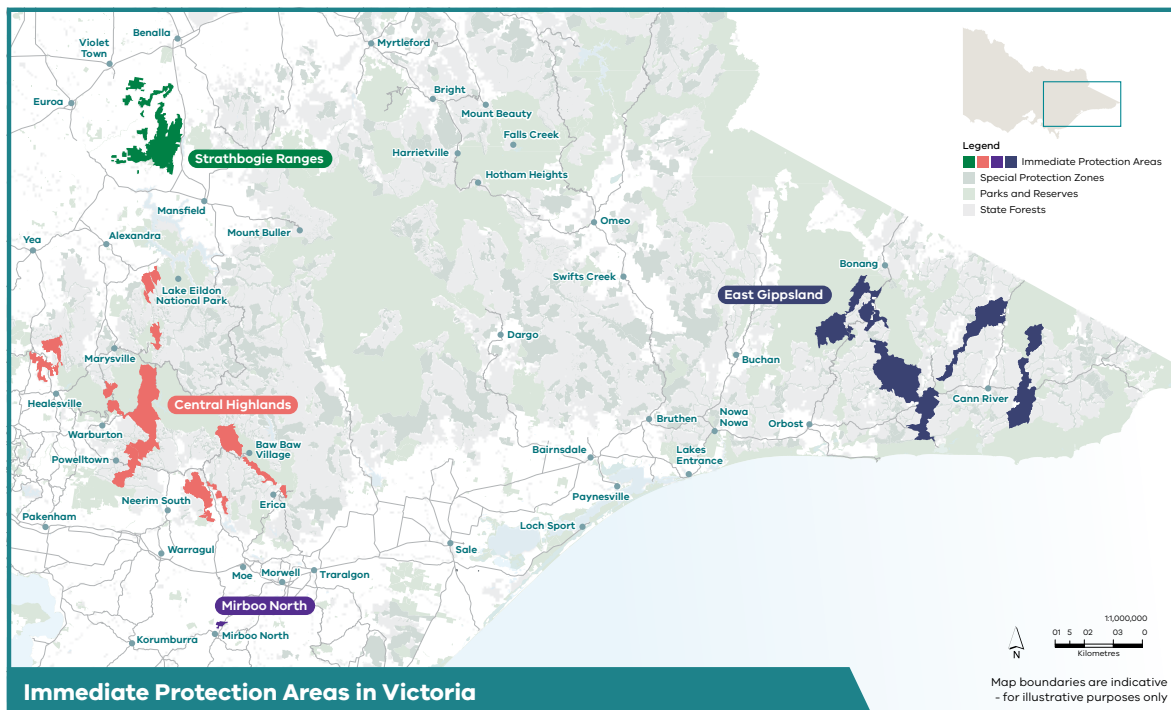 Benalla
Violet
Town
Myrtleford
Euroa
Bright
Mount Beauty
Falls Creek
Harrietville
Strathbogie Ranges
Hotham Heights
Legend
Immediate Protection Areas
Special Protection Zones
Parks and Reserves
State Forests
Mansfield
Omeo
Mount Buller
Alexandra
Yea
Bonang
Swifts Creek
Lake Eildon
National Park
East Gippsland
Dargo
Marysville
Buchan
Healesville
Central Highlands
Cann River
Warburton
Bruthen
Nowa
Nowa
Orbost
Baw Baw
Village
Powelltown
Bairnsdale
Lakes
Entrance
Paynesville
Neerim South
Erica
Pakenham
Loch Sport
Warragul
Sale
Moe
Morwell
Traralgon
Mirboo North
Mirboo North
Korumburra
1:1,000,000
01 5 02 03 0
Kilometres
N
Immediate Protection Areas in Victoria
Map boundaries are indicative
- for illustrative purposes only